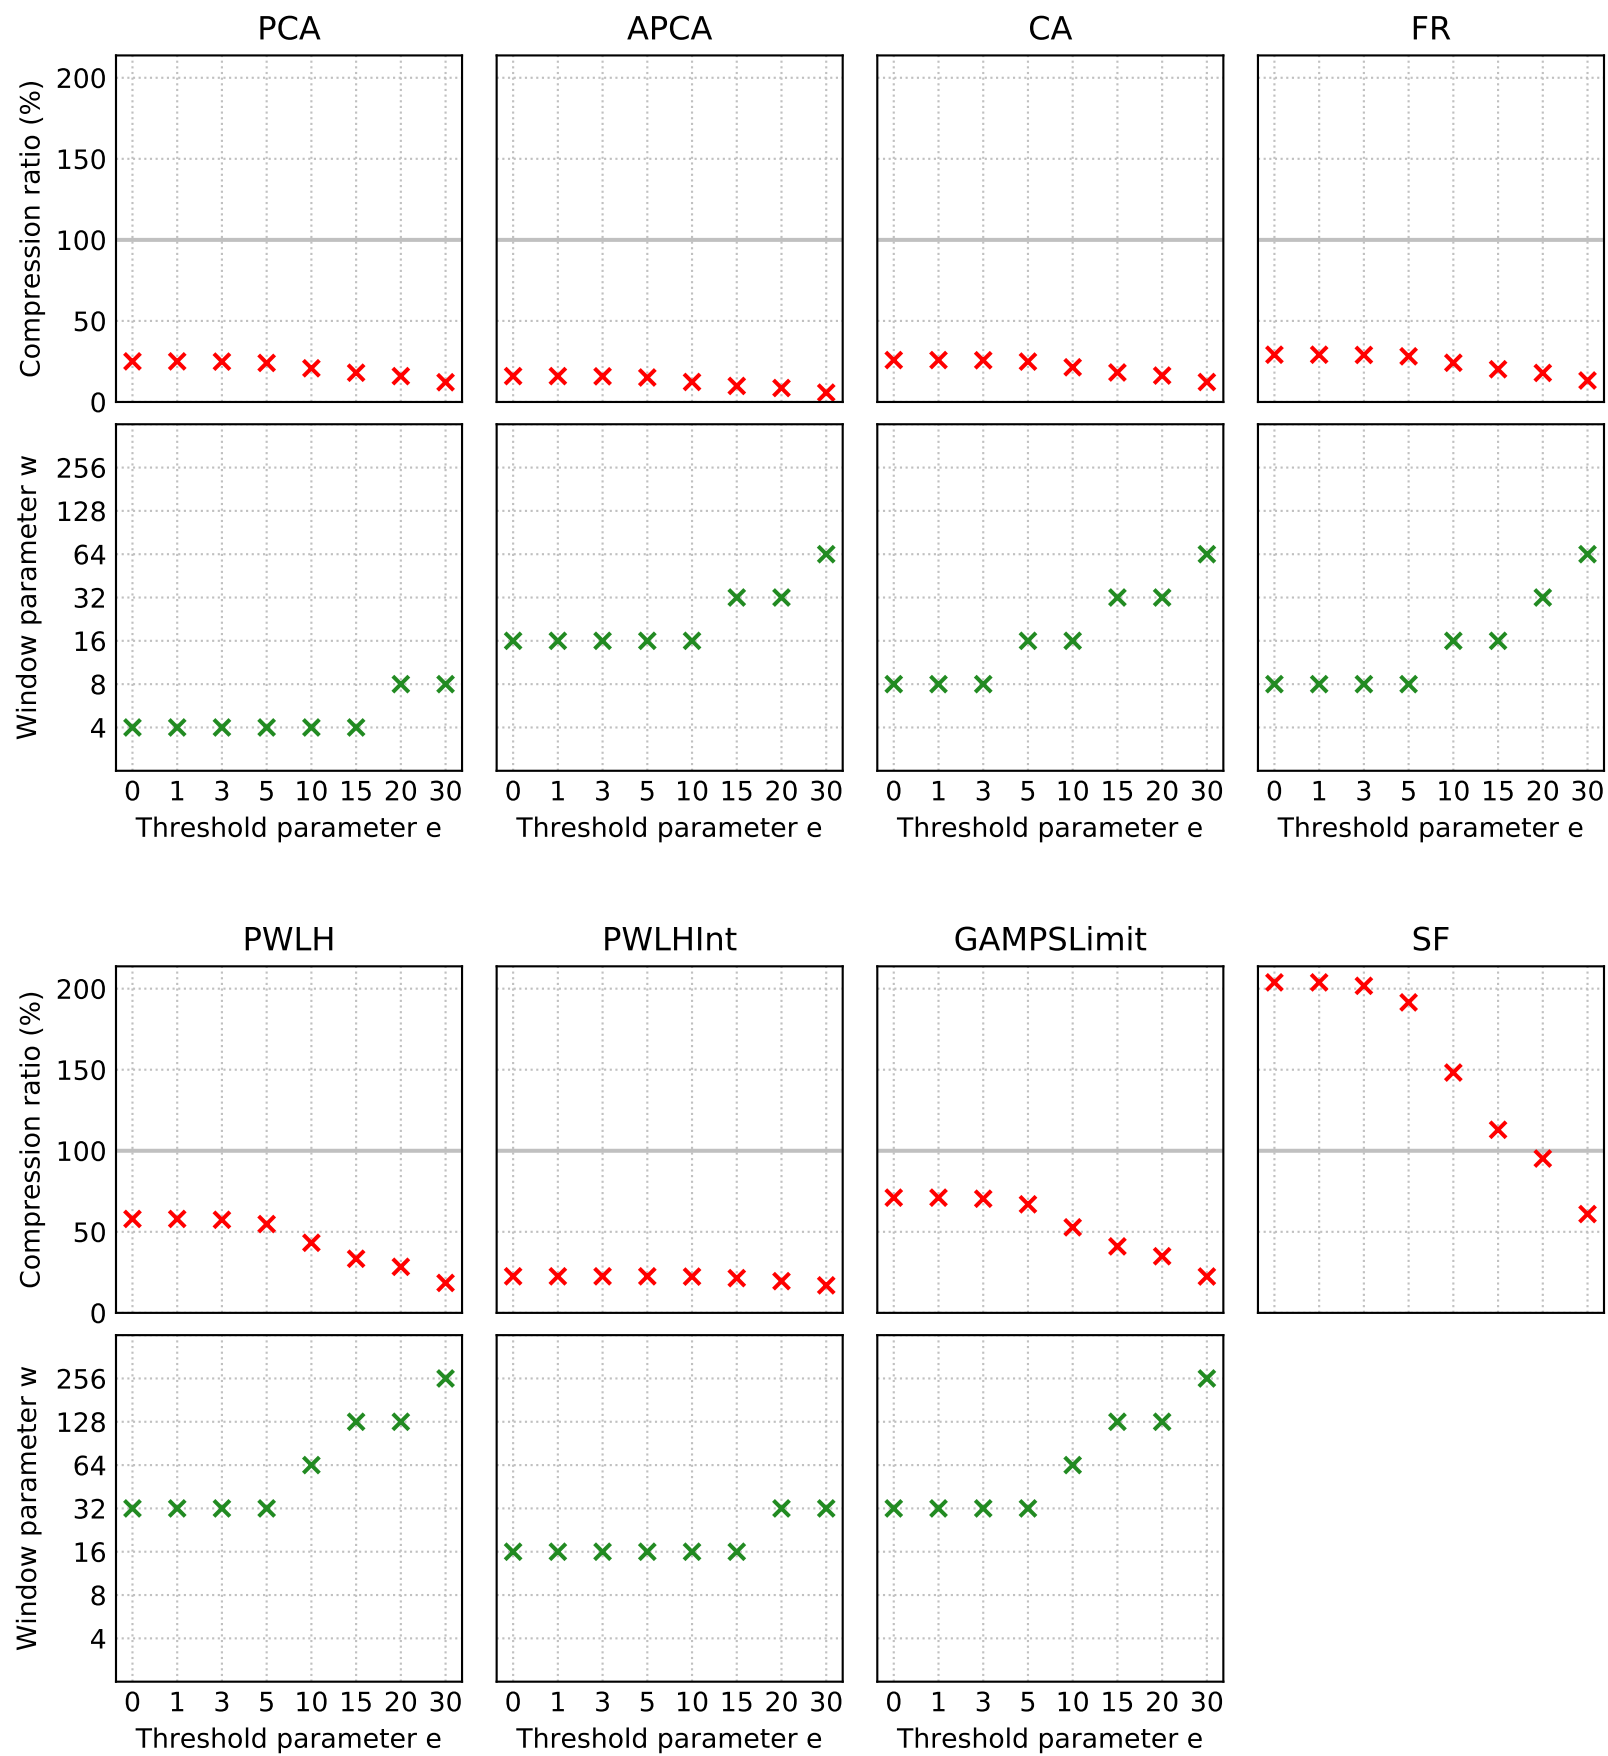 PCA APCA CA FR
Compression ratio (%)
200
150
100
50
0
Window parameter w
256
128
64
32
16
8
4
0 1 3 5 10 15 20 30 0 1 3 5 10 15 20 30 0 1 3 5 10 15 20 30 0 1 3 5 10 15 20 30
Threshold parameter e Threshold parameter e Threshold parameter e Threshold parameter e
PWLH PWLHInt GAMPSLimit SF
Compression ratio (%)
200
150
100
50
0
Window parameter w
256
128
64
32
16
8
4
0 1 3 5 10 15 20 30 0 1 3 5 10 15 20 30 0 1 3 5 10 15 20 30
Threshold parameter e Threshold parameter e Threshold parameter e